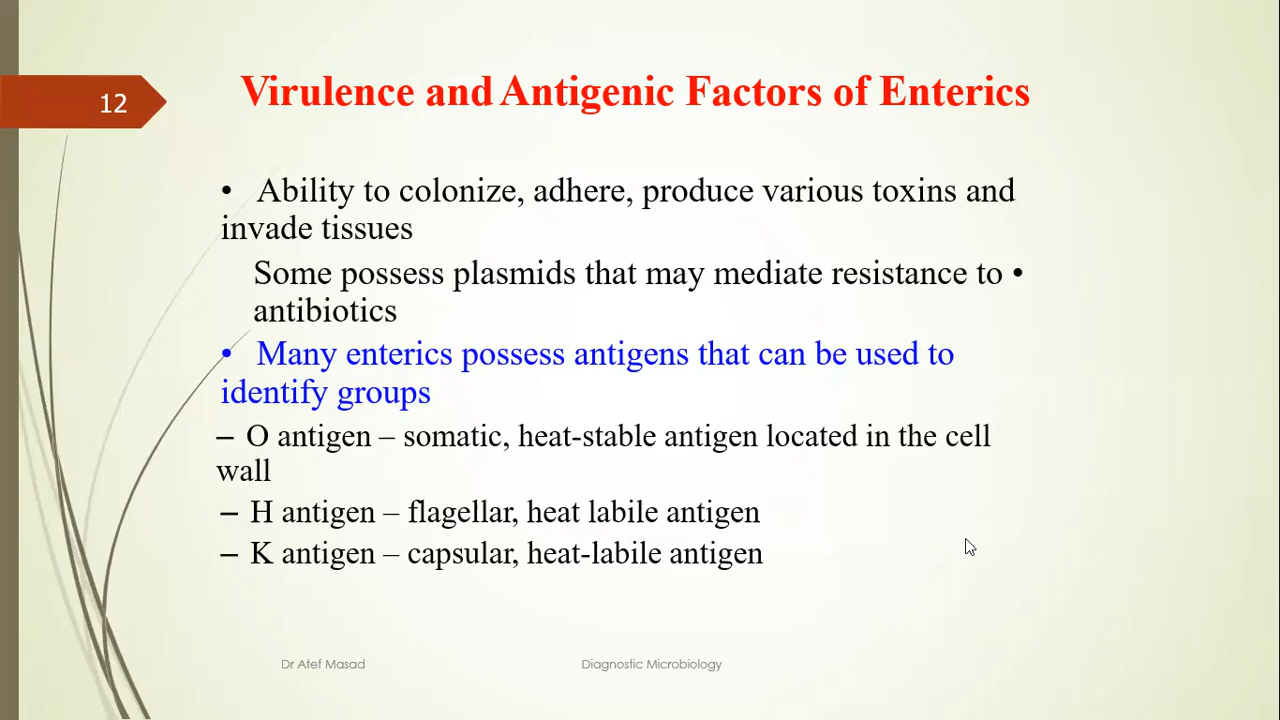 12
Virulence and Antigenic Factors of Enterics
• Ability to colonize, adhere, produce various toxins and
invade tissues
Some possess plasmids that may mediate resistance to •
antibiotics
• Many enterics possess antigens that can be used to
identify groups
– O antigen – somatic, heat-stable antigen located in the cell
wall
– H antigen – flagellar, heat labile antigen
– K antigen – capsular, heat-labile antigen
Dr Atef Masad
Diagnostic Microbiology